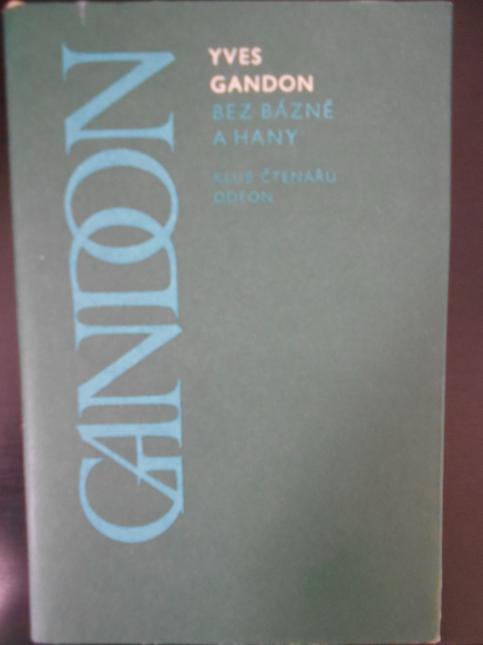 GANDON
YVES
GANDON
BEZ BÁZNĚ
A HANY
KLUB ČTENÁŘŮ
ODEON